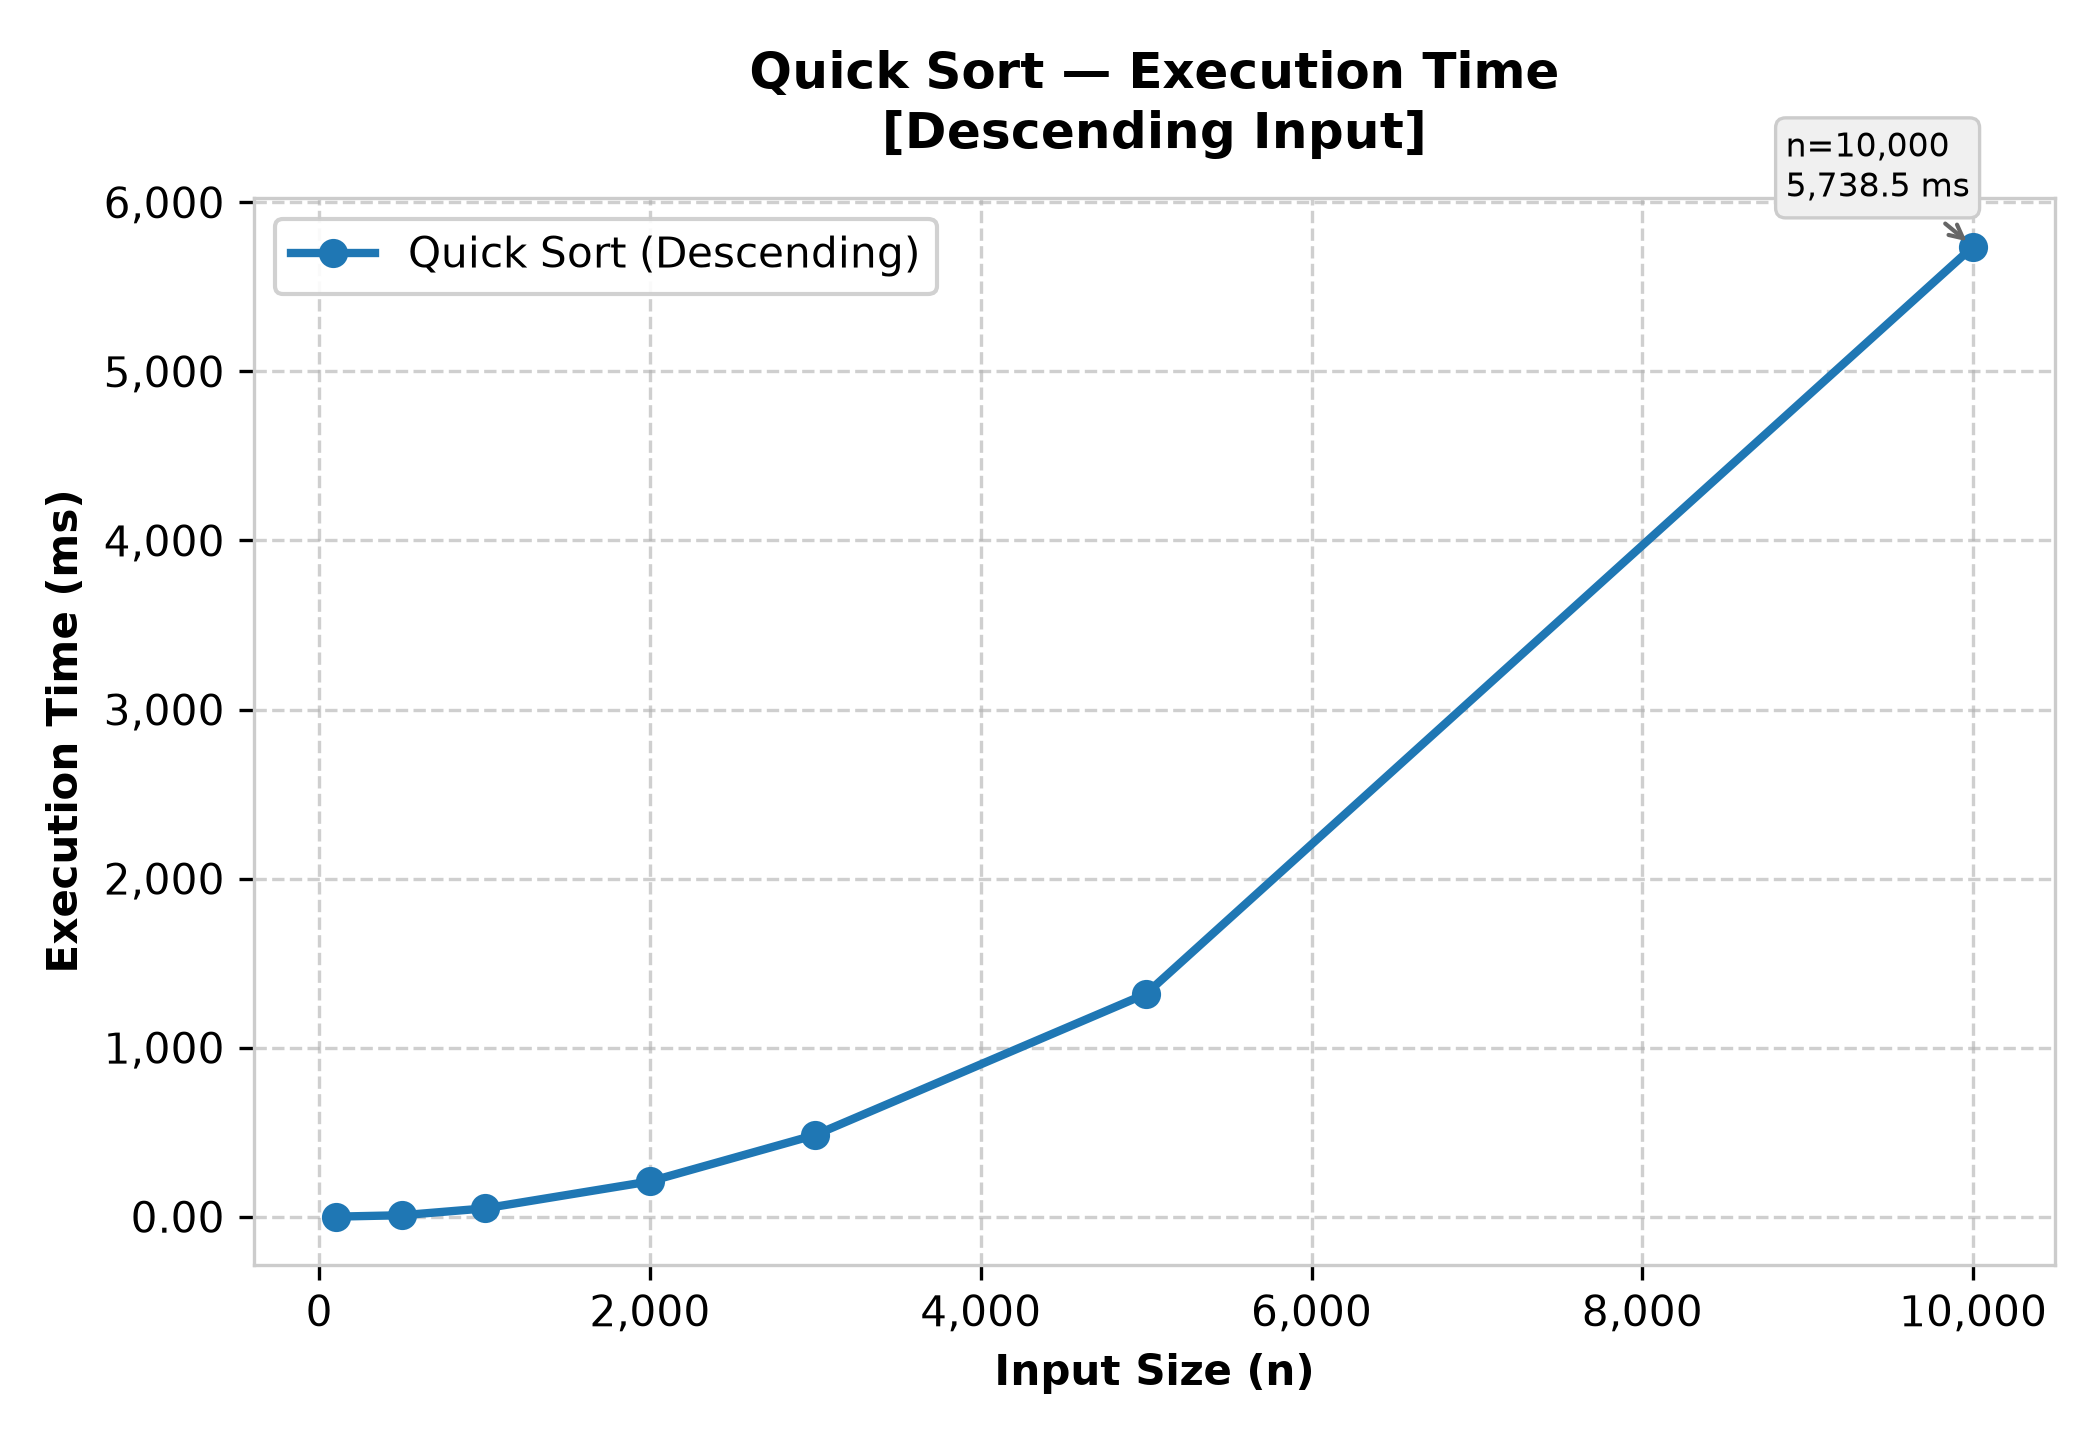 Quick Sort — Execution Time
[Descending Input]
n=10,000
5,738.5 ms
Quick Sort (Descending)
6,000
5,000
4,000
3,000
2,000
1,000
0.00
Execution Time (ms)
0
2,000
4,000
6,000
8,000
10,000
Input Size (n)